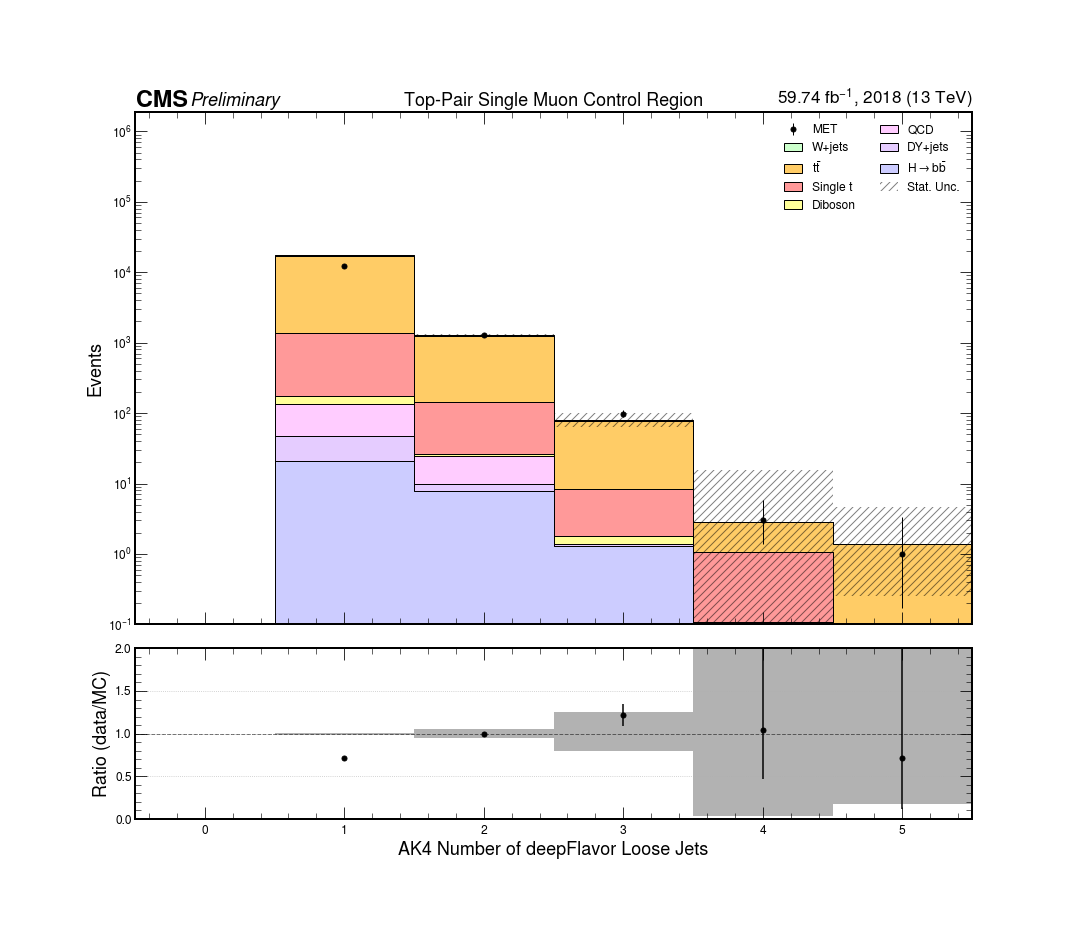 CMS Preliminary Top-Pair Single Muon Control Region 59.74 fb⁻¹, 2018 (13 TeV)
MET QCD
W+jets DY+jets
tt̄ H→bb̄
Single t Stat. Unc.
Diboson
Events
10⁶
10⁵
10⁴
10³
10²
10¹
10⁰
10⁻¹
Ratio (data/MC)
2.0
1.5
1.0
0.5
0.0
0 1 2 3 4 5
AK4 Number of deepFlavor Loose Jets